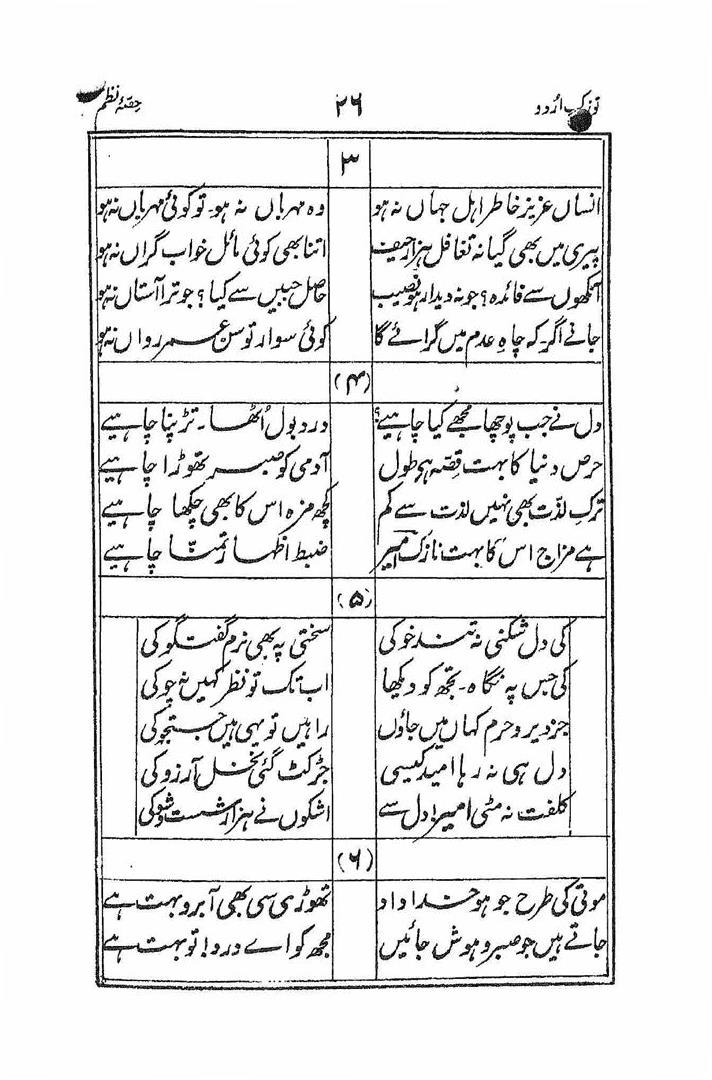 توزک اردو ۲۶ حصّۂ نظم
۳
انساں عزیز خاطر اہل جہاں نہ ہو وہ مہرباں نہ ہو۔ تو کوئی مہرباں نہ ہو
پیری میں بھی گیا نہ تغافل ہزار حیف اتنا بھی کوئی مائل خواب گراں نہ ہو
آنکھوں سے فائدہ؟ جو نہ دیدار ہو نصیب حاصل جبیں سے کیا؟ جو ترا آستاں نہ ہو
جانے اگر۔ کہ چاہِ عدم میں گرائے گا کوئی سوار توسن عمر رواں نہ ہو
(۴)
دل نے جب پوچھا مجھے کیا چاہیے؟ درد بول اُٹھا۔ تڑپنا چاہیے
حرص دنیا کا بہت قصہ ہے طول آدمی کو صبر تھوڑا چاہیے
ترکِ لذّت بھی نہیں لذت سے کم کچھ مزہ اس کا بھی چکھا چاہیے
ہے مزاج اس کا بہت نازک امیر ضبط اظہار تمنّا چاہیے
(۵)
کی دل شکنی نہ تند خو کی سختی پہ بھی نرم گفتگو کی
کی جس پہ نگاہ۔ تجھ کو دیکھا اب تک تو نظر کہیں نہ چوکی
جز دیر و حرم کہاں میں جاؤں راہیں تو یہی ہیں جستجو کی
دل ہی نہ رہا امید کیسی جڑ کٹ گئی نخل آرزو کی
کلفت نہ مٹی امیر! دل سے اشکوں نے ہزار شست و شو کی
(۶)
موتی کی طرح جو ہو خداداد تھوڑی سی بھی آبرو بہت ہے
جاتے ہیں جو صبر و ہوش جائیں مجھ کو اے درد! تو بہت ہے